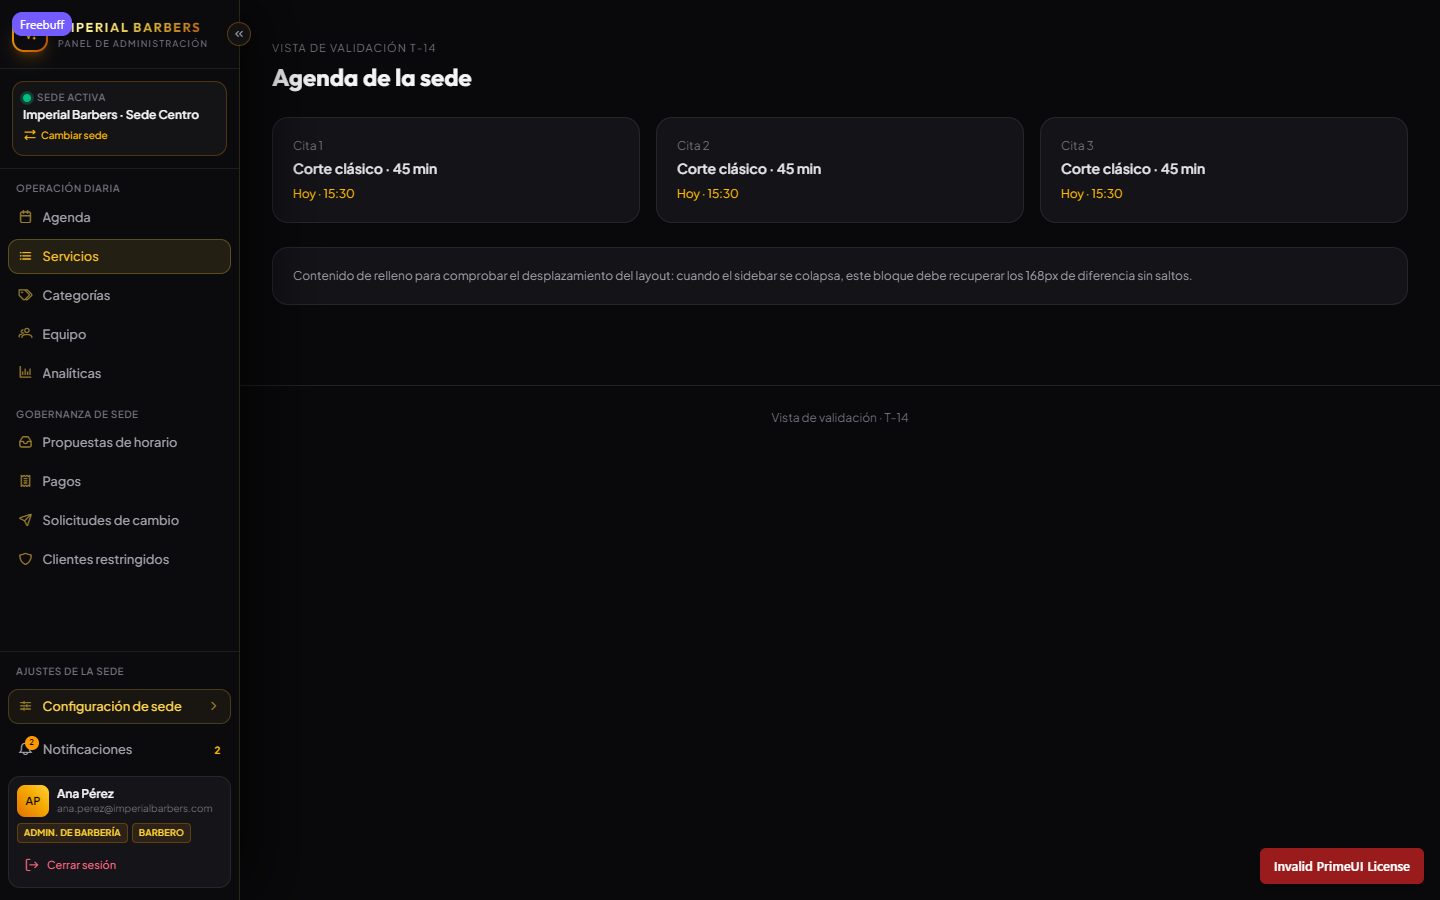 Freebuff
IMPERIAL BARBERS
PANEL DE ADMINISTRACIÓN
SEDE ACTIVA
Imperial Barbers · Sede Centro
Cambiar sede
OPERACIÓN DIARIA
Agenda
Servicios
Categorías
Equipo
Analíticas
GOBERNANZA DE SEDE
Propuestas de horario
Pagos
Solicitudes de cambio
Clientes restringidos
AJUSTES DE LA SEDE
Configuración de sede
2
Notificaciones 2
AP
Ana Pérez
ana.perez@imperialbarbers.com
ADMIN. DE BARBERÍA BARBERO
Cerrar sesión
VISTA DE VALIDACIÓN T-14
Agenda de la sede
Cita 1
Corte clásico · 45 min
Hoy · 15:30
Cita 2
Corte clásico · 45 min
Hoy · 15:30
Cita 3
Corte clásico · 45 min
Hoy · 15:30
Contenido de relleno para comprobar el desplazamiento del layout: cuando el sidebar se colapsa, este bloque debe recuperar los 168px de diferencia sin saltos.
Vista de validación · T-14
Invalid PrimeUI License